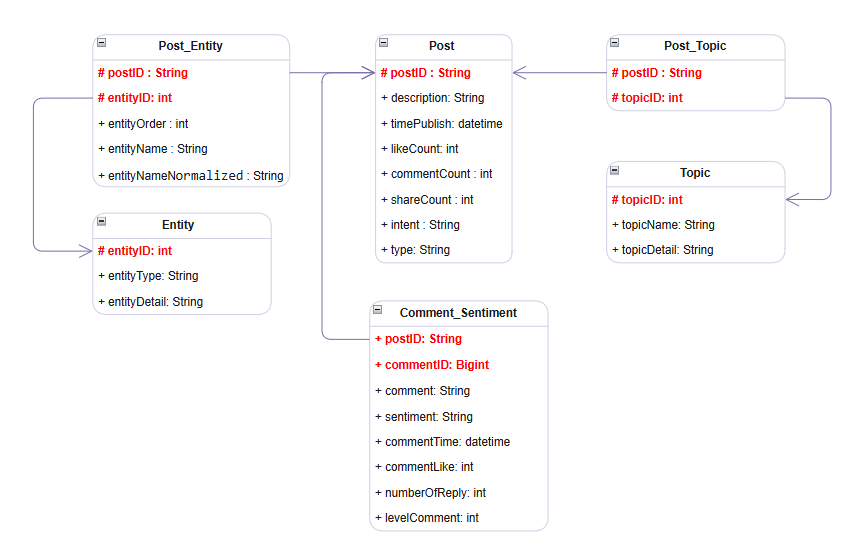 Post_Entity
# postID : String
# entityID: int
+ entityOrder : int
+ entityName : String
+ entityNameNormalized : String
Entity
# entityID: int
+ entityType: String
+ entityDetail: String
Post
# postID : String
+ description: String
+ timePublish: datetime
+ likeCount: int
+ commentCount : int
+ shareCount : int
+ intent : String
+ type: String
Comment_Sentiment
+ postID: String
+ commentID: Bigint
+ comment: String
+ sentiment: String
+ commentTime: datetime
+ commentLike: int
+ numberOfReply: int
+ levelComment: int
Post_Topic
# postID : String
# topicID: int
Topic
# topicID: int
+ topicName: String
+ topicDetail: String